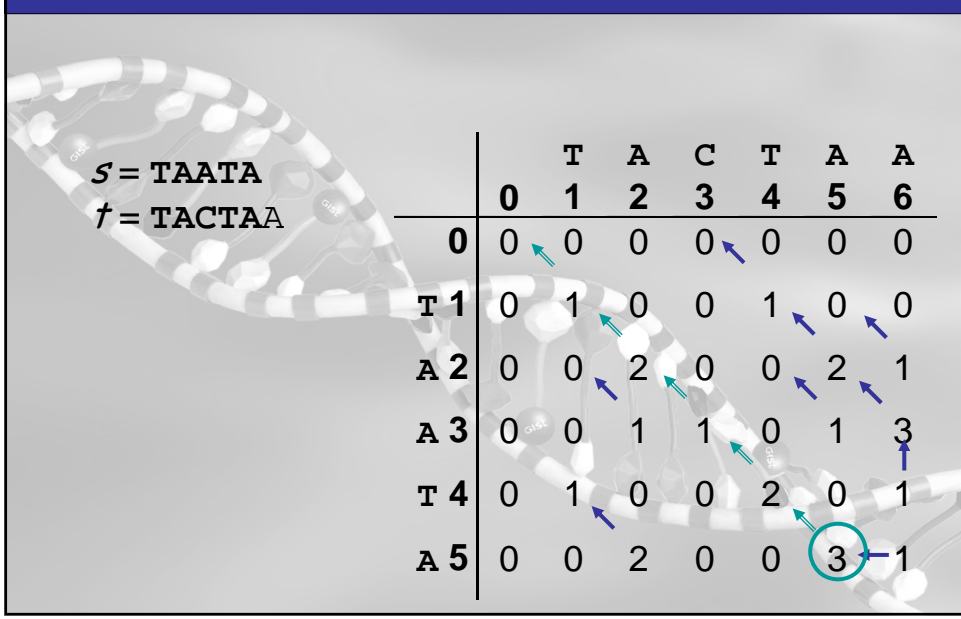 T A C T A A
s = TAATA
0 1 2 3 4 5 6
t = TACTAA
0 0 0 0 0 0 0 0
T 1 0 1 0 0 1 0 0
A 2 0 0 2 0 0 2 1
A 3 0 0 1 1 0 1 3
T 4 0 1 0 0 2 0 1
A 5 0 0 2 0 0 3 1